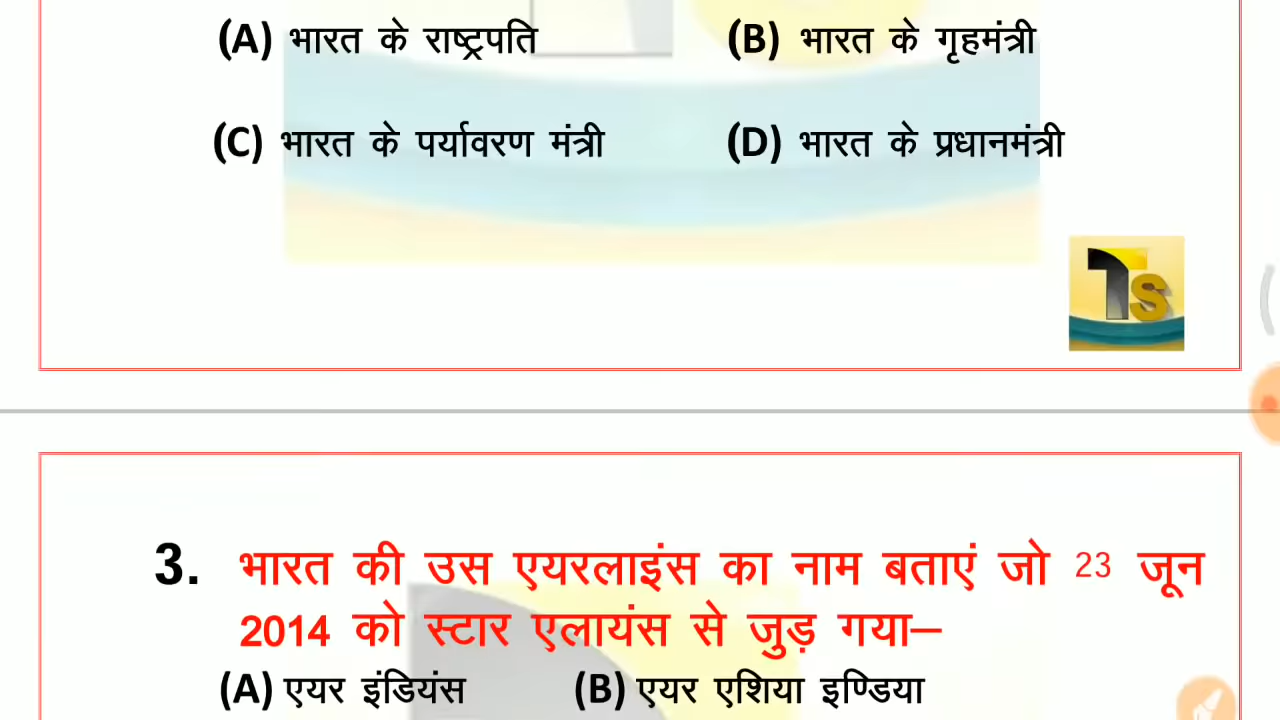 (A) भारत के राष्ट्रपति (B) भारत के गृहमंत्री
(C) भारत के पर्यावरण मंत्री (D) भारत के प्रधानमंत्री
Ts
3. भारत की उस एयरलाइंस का नाम बताएं जो 23 जून
2014 को स्टार एलायंस से जुड़ गया–
(A) एयर इंडियंस (B) एयर एशिया इण्डिया